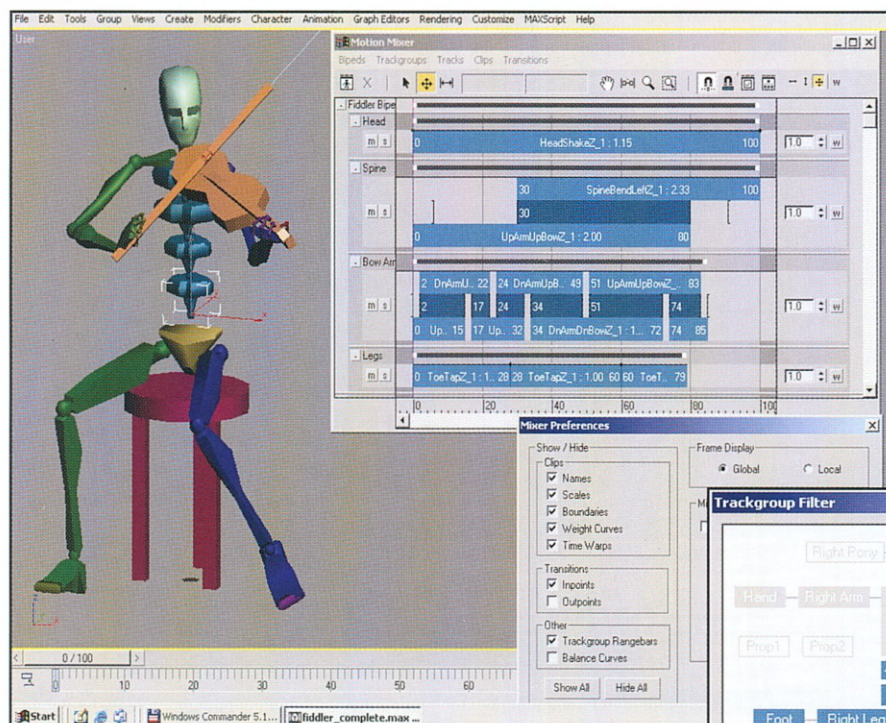 File Edit Tools Group Views Create Modifiers Character Animation Graph Editors Rendering Customize MAXScript Help
User
Motion Mixer
Bipeds Trackgroups Tracks Clips Transitions
Fiddler Bipe
Head
m s
0 HeadShakeZ_1 : 1.15 100
1.0 w
Spine
30 SpineBendLeftZ_1 : 2.33 100
m s
30
1.0 w
0 UpArmUpBowZ_1 : 2.00 80
Bow Arm
2 DnArmU.. 22 24 DnArmUpB.. 49 51 UpArmUpBowZ_.. 83
m s
2 17 24 34 51 74
1.0 w
0 Up.. 15 17 Up.. 32 34 DnArmDnBowZ_1 : 1... 72 74 85
Legs
m s
0 ToeTapZ_1 : 1.. 28 28 ToeTapZ_1 : 1.00 60 60 ToeT.. 79
1.0 w
0 20 40 60 80 100
Mixer Preferences
Show / Hide
Clips
Names
Scales
Boundaries
Weight Curves
Time Warps
Transitions
Inpoints
Outpoints
Other
Trackgroup Rangebars
Balance Curves
Show All Hide All
Frame Display
Global Local
Trackgroup Filter
Right Pony
Hand Right Arm
Prop1 Prop2
Foot Right Leg
x
0 / 100
0 10 20 30 40 50 60
Start Windows Commander 5.1... fiddler_complete.max ...